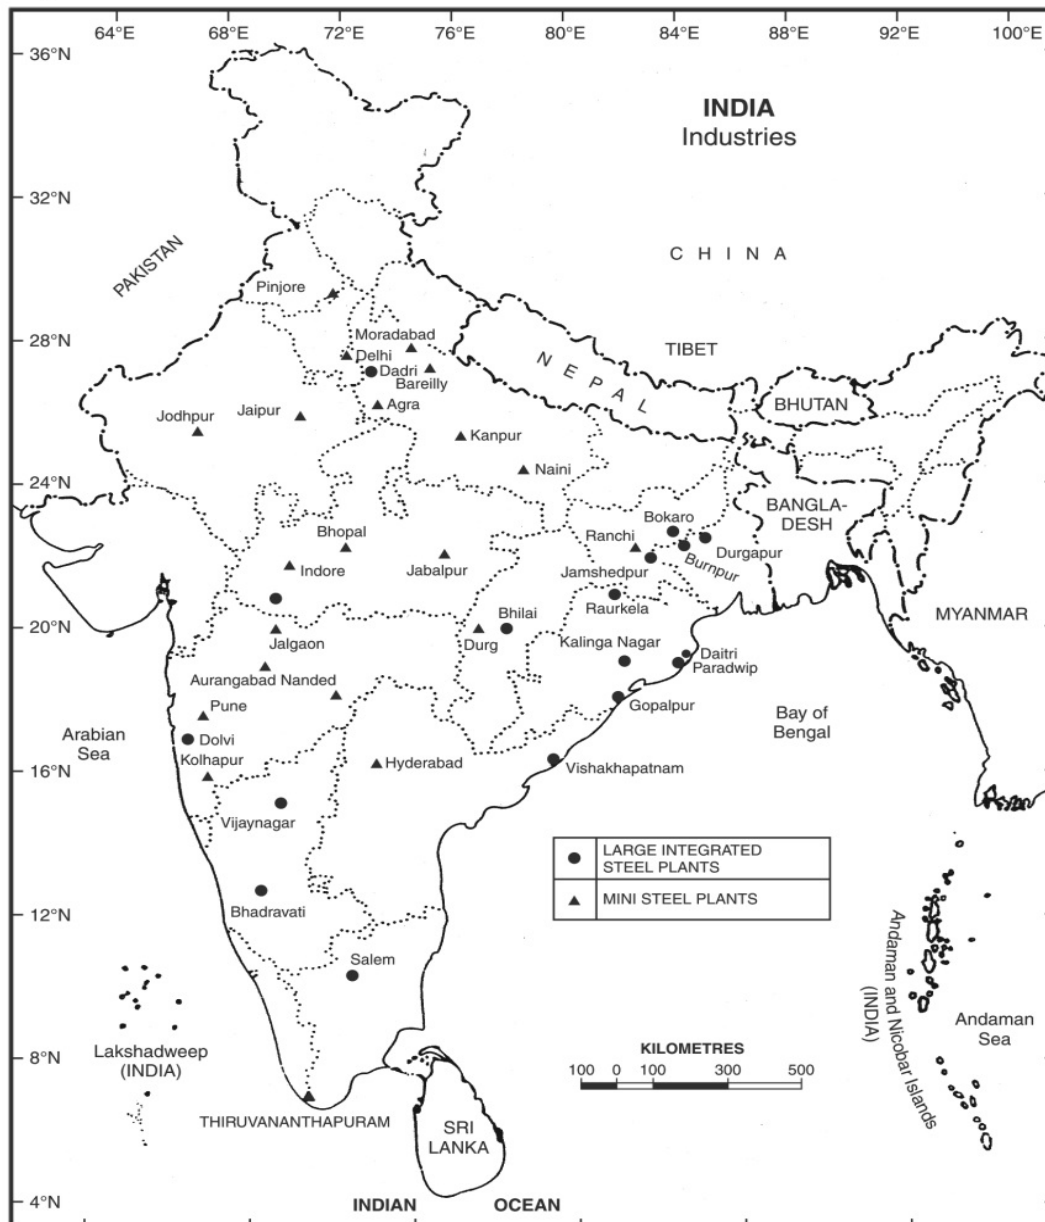 64°E 68°E 72°E 76°E 80°E 84°E 88°E 92°E 100°E
36°N
INDIA
Industries
32°N
PAKISTAN
CHINA
Pinjore
28°N
Moradabad
Delhi
TIBET
NEPAL
Dadri
Bareilly
Agra
BHUTAN
Jodhpur
Jaipur
Kanpur
Naini
24°N
BANGLA-
DESH
Bokaro
Bhopal
Ranchi
Durgapur
Burnpur
Indore
Jabalpur
Jamshedpur
Raurkela
MYANMAR
20°N
Bhilai
Jalgaon
Durg
Kalinga Nagar
Daitri
Paradwip
Aurangabad Nanded
Pune
Gopalpur
Arabian
Sea
Bay of
Bengal
Dolvi
Kolhapur
Hyderabad
Vishakhapatnam
16°N
Vijaynagar
LARGE INTEGRATED
STEEL PLANTS
MINI STEEL PLANTS
Bhadravati
12°N
Andaman and Nicobar Islands
(INDIA)
Salem
Andaman
Sea
8°N
Lakshadweep
(INDIA)
KILOMETRES
100 0 100 300 500
THIRUVANANTHAPURAM
SRI
LANKA
4°N
INDIAN OCEAN